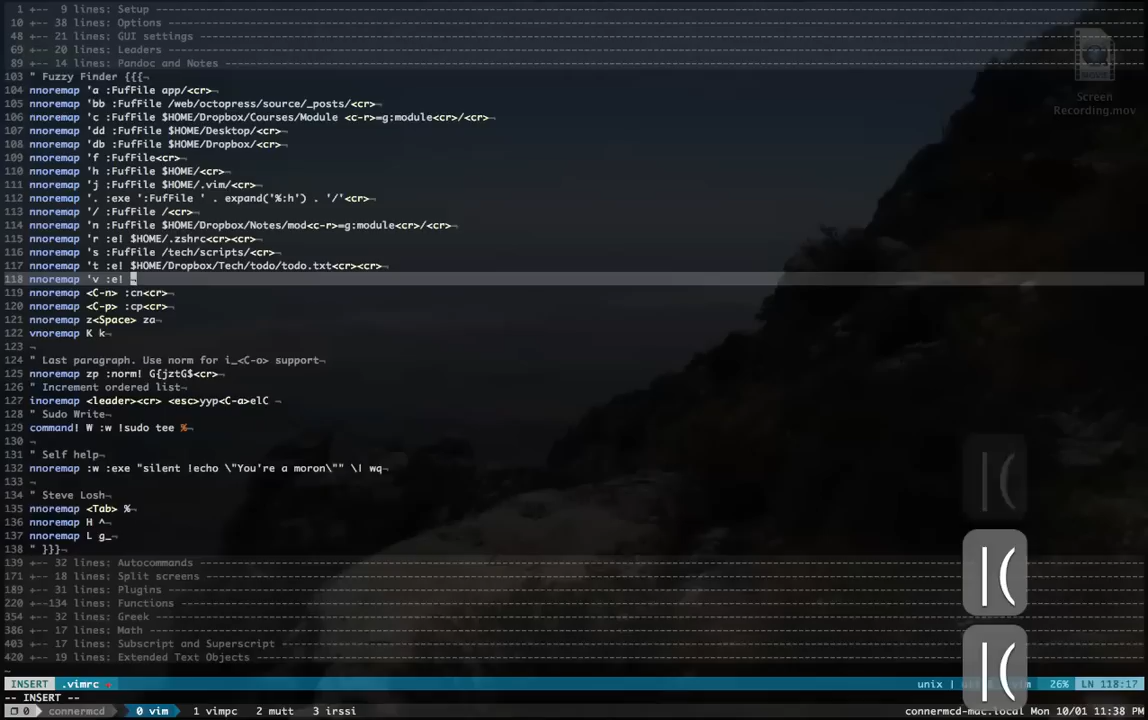 1 +-- 9 lines: Setup
10 +-- 38 lines: Options
48 +-- 21 lines: GUI settings
69 +-- 20 lines: Leaders
89 +-- 14 lines: Pandoc and Notes
103 " Fuzzy Finder {{{¬
104 nnoremap 'a :FufFile app/<cr>¬
105 nnoremap 'bb :FufFile /web/octopress/source/_posts/<cr>¬
106 nnoremap 'c :FufFile $HOME/Dropbox/Courses/Module <c-r>=g:module<cr>/<cr>¬
107 nnoremap 'dd :FufFile $HOME/Desktop/<cr>¬
108 nnoremap 'db :FufFile $HOME/Dropbox/<cr>¬
109 nnoremap 'f :FufFile<cr>¬
110 nnoremap 'h :FufFile $HOME/<cr>¬
111 nnoremap 'j :FufFile $HOME/.vim/<cr>¬
112 nnoremap '. :exe ':FufFile ' . expand('%:h') . '/'<cr>¬
113 nnoremap '/ :FufFile /<cr>¬
114 nnoremap 'n :FufFile $HOME/Dropbox/Notes/mod<c-r>=g:module<cr>/<cr>¬
115 nnoremap 'r :e! $HOME/.zshrc<cr><cr>¬
116 nnoremap 's :FufFile /tech/scripts/<cr>¬
117 nnoremap 't :e! $HOME/Dropbox/Tech/todo/todo.txt<cr><cr>¬
118 nnoremap 'v :e! ¬
119 nnoremap <C-n> :cn<cr>¬
120 nnoremap <C-p> :cp<cr>¬
121 nnoremap z<Space> za¬
122 vnoremap K k¬
123 ¬
124 " Last paragraph. Use norm for i_<C-o> support¬
125 nnoremap zp :norm! G{jztG$<cr>¬
126 " Increment ordered list¬
127 inoremap <leader><cr> <esc>yyp<C-a>elC ¬
128 " Sudo Write¬
129 command! W :w !sudo tee %¬
130 ¬
131 " Self help¬
132 nnoremap :w :exe "silent !echo \"You're a moron\"" \| wq¬
133 ¬
134 " Steve Losh¬
135 nnoremap <Tab> %¬
136 nnoremap H ^¬
137 nnoremap L g_¬
138 " }}}¬
139 +-- 32 lines: Autocommands
171 +-- 18 lines: Split screens
189 +-- 31 lines: Plugins
220 +--134 lines: Functions
354 +-- 32 lines: Greek
386 +-- 17 lines: Math
403 +-- 17 lines: Subscript and Superscript
420 +-- 19 lines: Extended Text Objects
~
INSERT .vimrc + unix | vim 26% LN 118:17
-- INSERT --
0 connermcd 0 vim 1 vimpc 2 mutt 3 irssi connermcd-mac.local Mon 10/01 11:38 PM
MOVIE
Screen
Recording.mov
|(
|(
|(